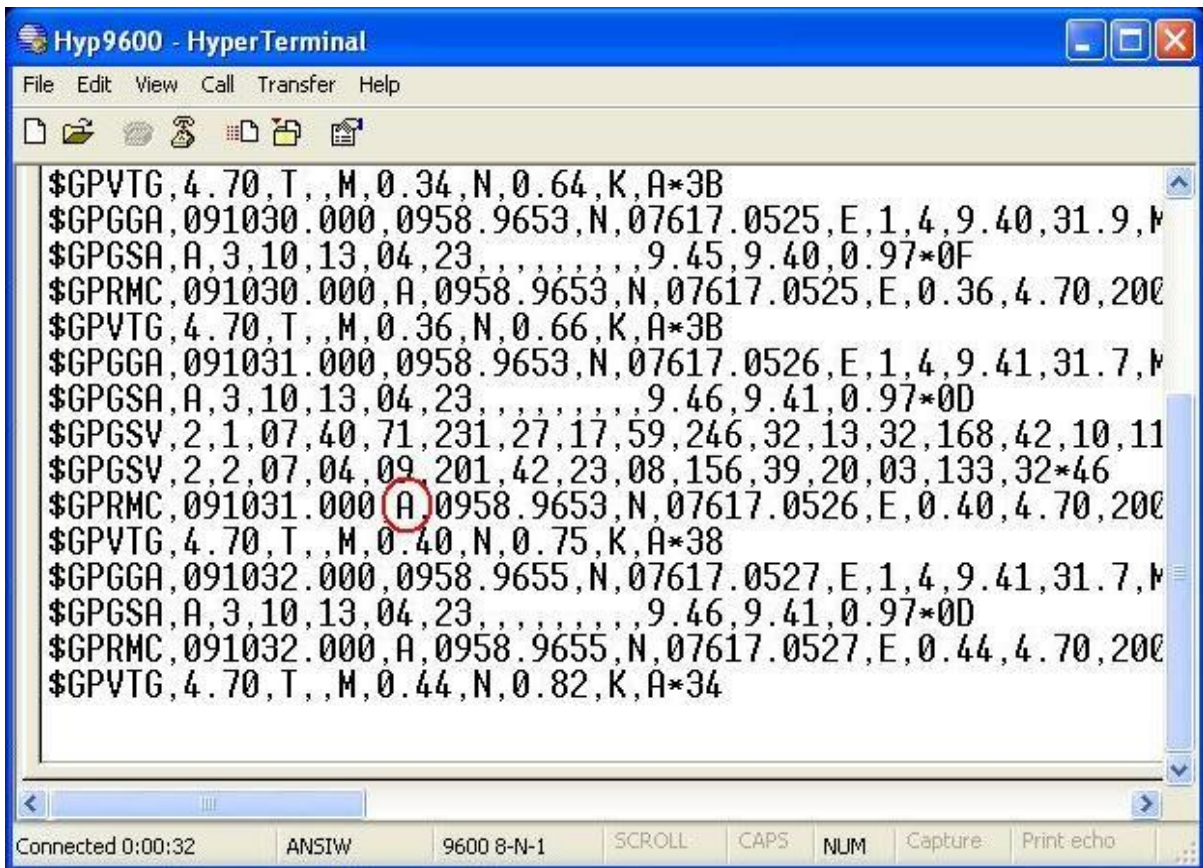 Hyp9600 - HyperTerminal
File Edit View Call Transfer Help
$GPVTG,4.70,T,,M,0.34,N,0.64,K,A*3B
$GPGGA,091030.000,0958.9653,N,07617.0525,E,1,4,9.40,31.9,M
$GPGSA,A,3,10,13,04,23,,,,,,,,,9.45,9.40,0.97*0F
$GPRMC,091030.000,A,0958.9653,N,07617.0525,E,0.36,4.70,200
$GPVTG,4.70,T,,M,0.36,N,0.66,K,A*3B
$GPGGA,091031.000,0958.9653,N,07617.0526,E,1,4,9.41,31.7,M
$GPGSA,A,3,10,13,04,23,,,,,,,,,9.46,9.41,0.97*0D
$GPGSV,2,1,07,40,71,231,27,17,59,246,32,13,32,168,42,10,11
$GPGSV,2,2,07,04,09,201,42,23,08,156,39,20,03,133,32*46
$GPRMC,091031.000,A,0958.9653,N,07617.0526,E,0.40,4.70,200
$GPVTG,4.70,T,,M,0.40,N,0.75,K,A*38
$GPGGA,091032.000,0958.9655,N,07617.0527,E,1,4,9.41,31.7,M
$GPGSA,A,3,10,13,04,23,,,,,,,,,9.46,9.41,0.97*0D
$GPRMC,091032.000,A,0958.9655,N,07617.0527,E,0.44,4.70,200
$GPVTG,4.70,T,,M,0.44,N,0.82,K,A*34
Connected 0:00:32 ANSIW 9600 8-N-1 SCROLL CAPS NUM Capture Print echo